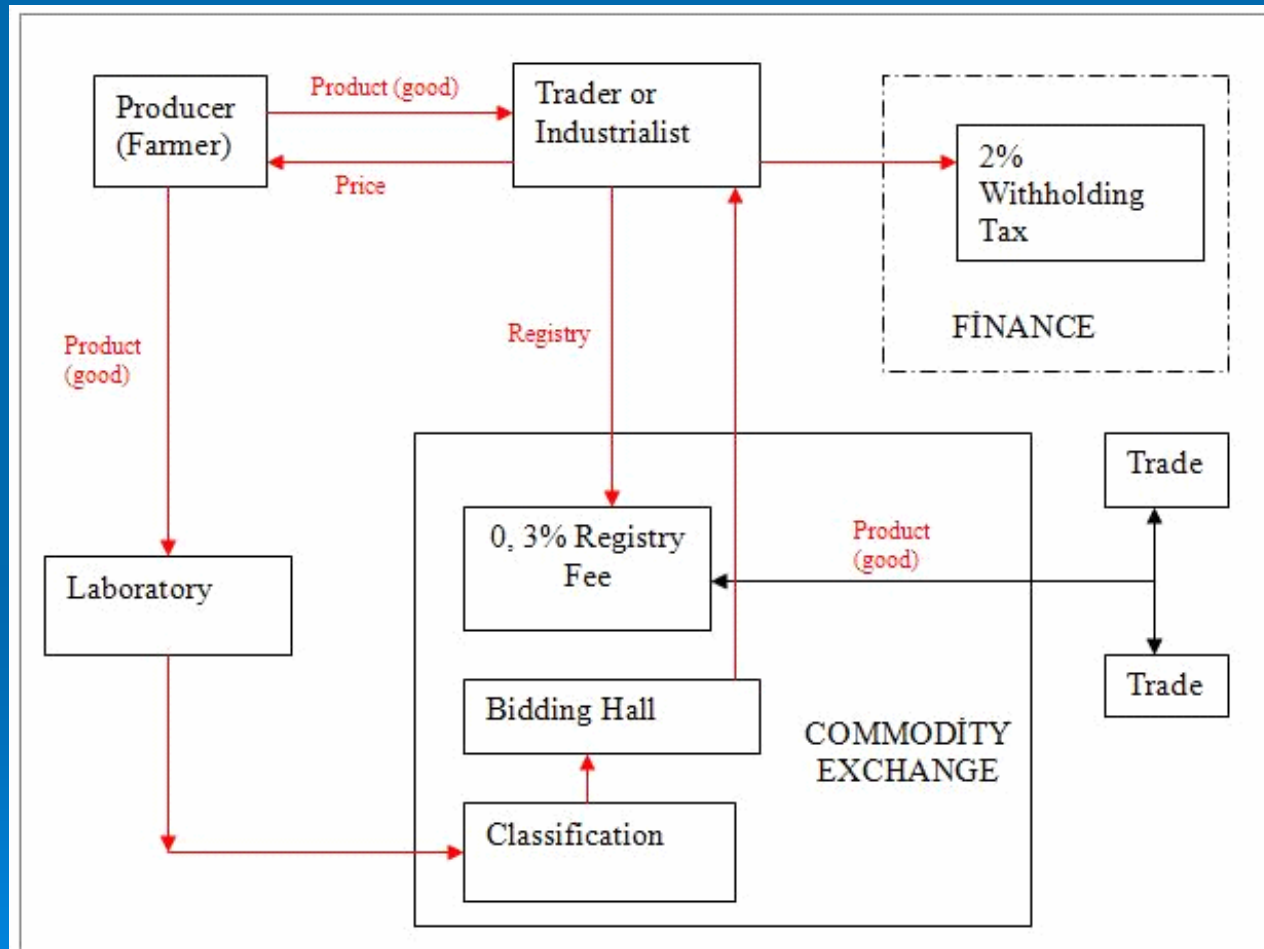 Producer
(Farmer)
Product (good)
Price
Trader or
Industrialist
2%
Withholding
Tax
FİNANCE
Product
(good)
Registry
Laboratory
0, 3% Registry
Fee
Product
(good)
Trade
Trade
Bidding Hall
Classification
COMMODİTY
EXCHANGE